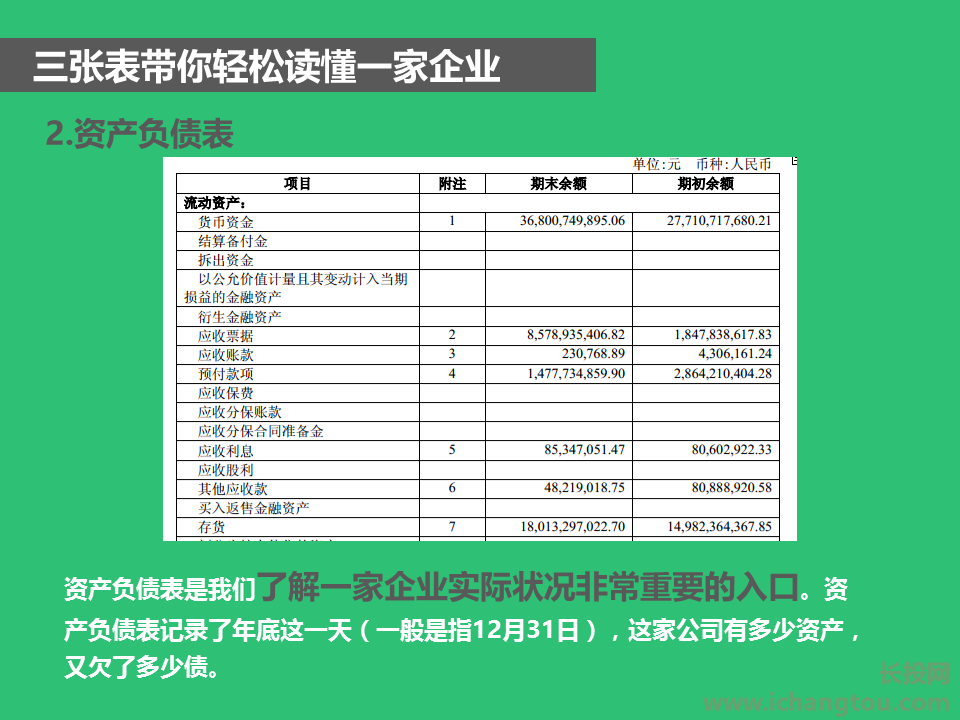 三张表带你轻松读懂一家企业
2.资产负债表
单位:元 币种:人民币
项目 附注 期末余额 期初余额
流动资产：
货币资金 1 36,800,749,895.06 27,710,717,680.21
结算备付金
拆出资金
以公允价值计量且其变动计入当期
损益的金融资产
衍生金融资产
应收票据 2 8,578,935,406.82 1,847,838,617.83
应收账款 3 230,768.89 4,306,161.24
预付款项 4 1,477,734,859.90 2,864,210,404.28
应收保费
应收分保账款
应收分保合同准备金
应收利息 5 85,347,051.47 80,602,922.33
应收股利
其他应收款 6 48,219,018.75 80,888,920.58
买入返售金融资产
存货 7 18,013,297,022.70 14,982,364,367.85
资产负债表是我们了解一家企业实际状况非常重要的入口。资
产负债表记录了年底这一天（一般是指12月31日），这家公司有多少资产，
又欠了多少债。
长投网
www.ichangtou.com